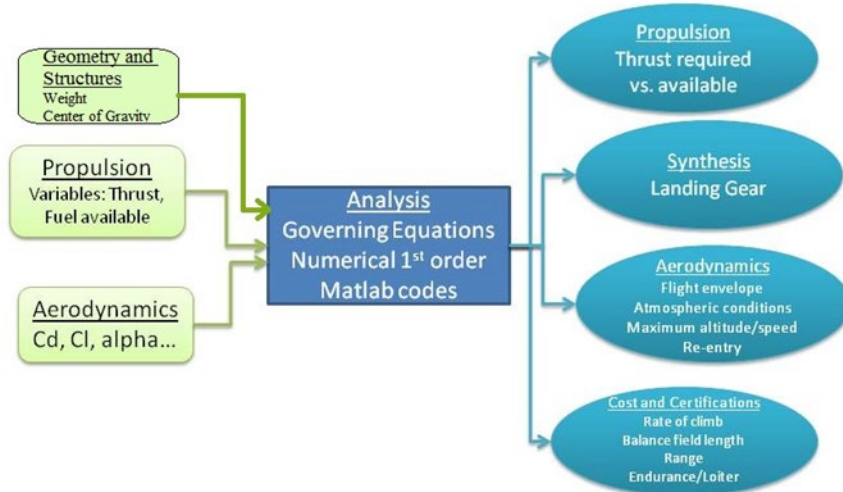 Geometry and
Structures
Weight
Center of Gravity
Propulsion
Variables: Thrust,
Fuel available
Aerodynamics
Cd, Cl, alpha...
Analysis
Governing Equations
Numerical 1st order
Matlab codes
Propulsion
Thrust required
vs. available
Synthesis
Landing Gear
Aerodynamics
Flight envelope
Atmospheric conditions
Maximum altitude/speed
Re-entry
Cost and Certifications
Rate of climb
Balance field length
Range
Endurance/Loiter